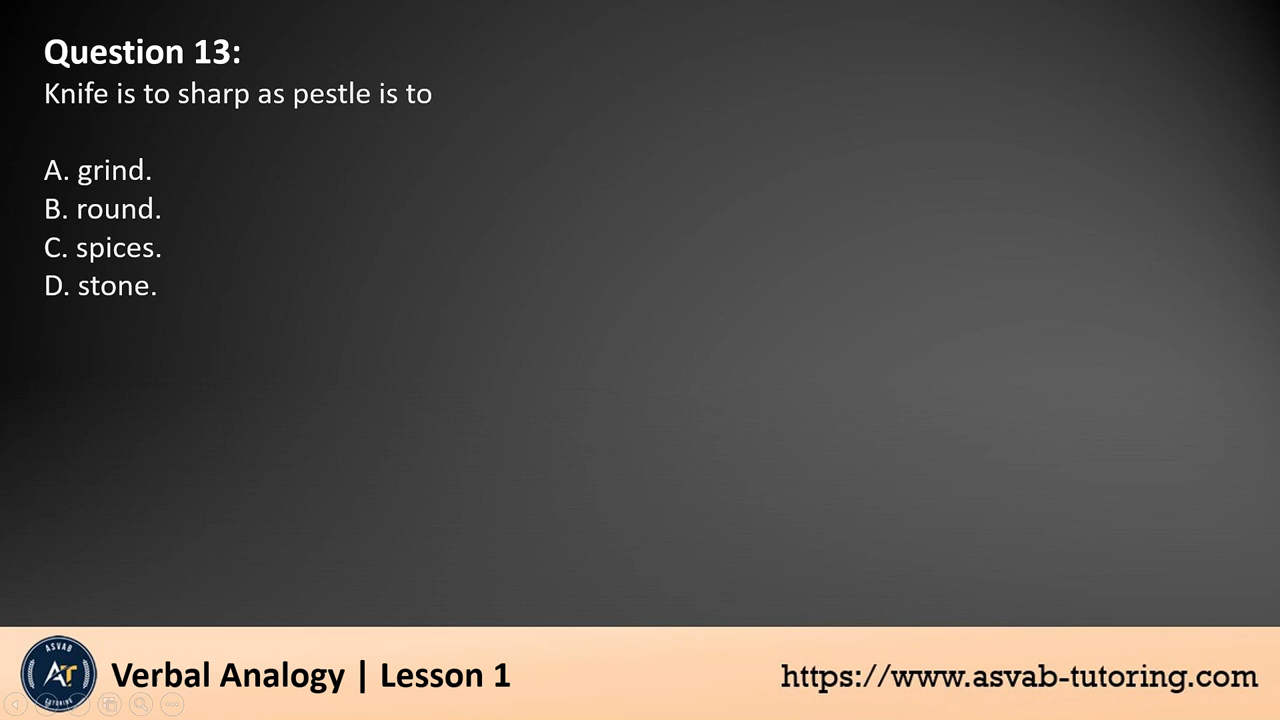 Question 13:
Knife is to sharp as pestle is to
A. grind.
B. round.
C. spices.
D. stone.
ASVAB
AT
TUTORING
Verbal Analogy | Lesson 1
https://www.asvab-tutoring.com